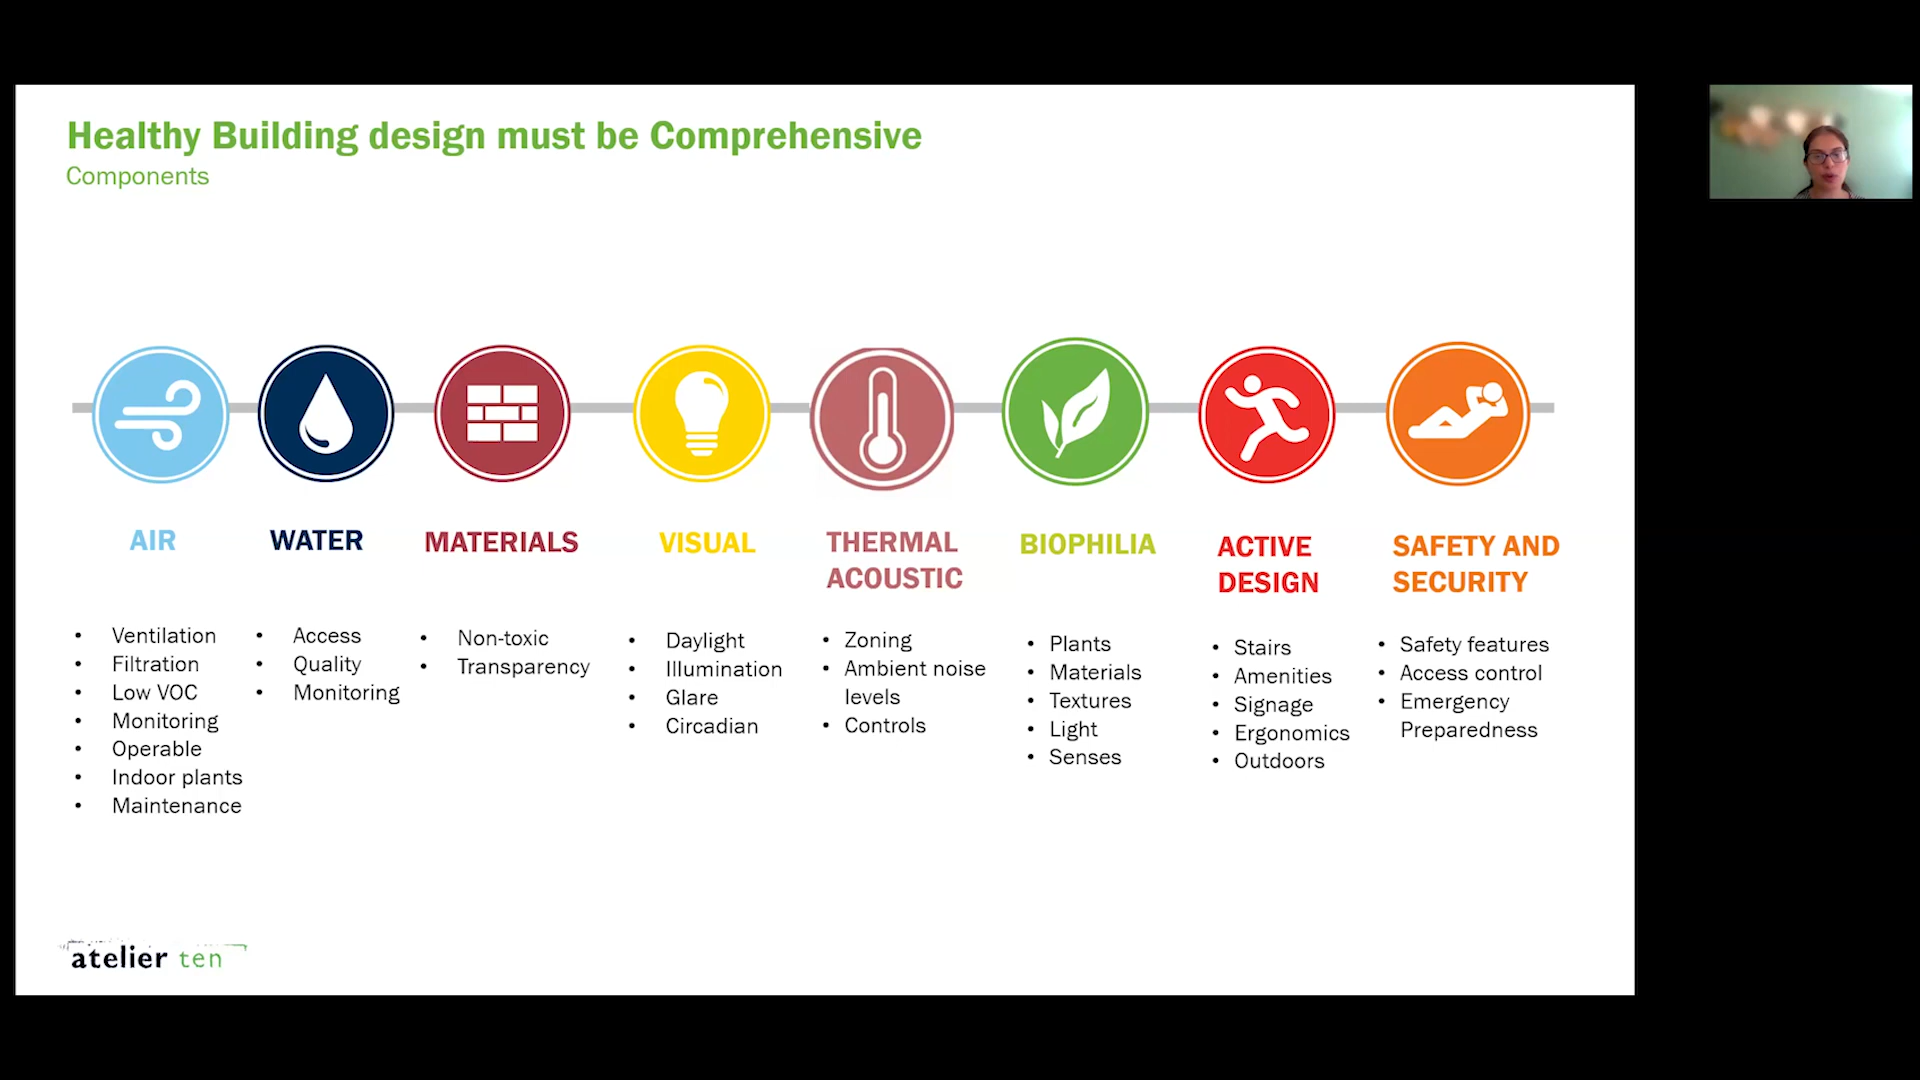 Healthy Building design must be Comprehensive
Components
AIR
Ventilation
Filtration
Low VOC
Monitoring
Operable
Indoor plants
Maintenance
WATER
Access
Quality
Monitoring
MATERIALS
Non-toxic
Transparency
VISUAL
Daylight
Illumination
Glare
Circadian
THERMAL
ACOUSTIC
Zoning
Ambient noise
levels
Controls
BIOPHILIA
Plants
Materials
Textures
Light
Senses
ACTIVE
DESIGN
Stairs
Amenities
Signage
Ergonomics
Outdoors
SAFETY AND
SECURITY
Safety features
Access control
Emergency
Preparedness
atelier ten